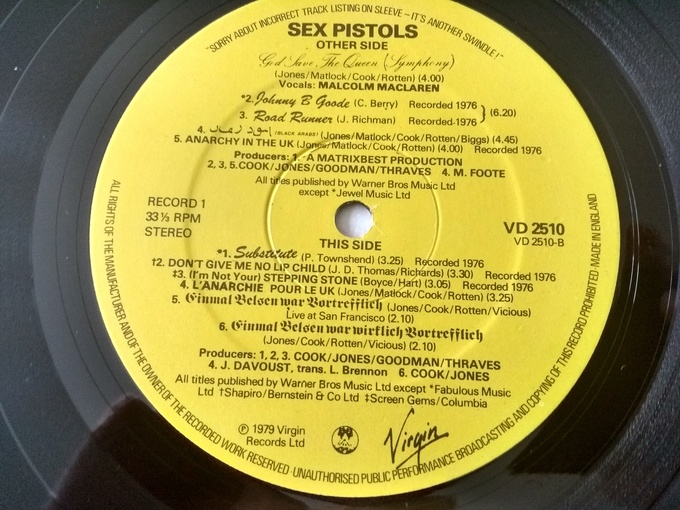 "SORRY ABOUT INCORRECT TRACK LISTING ON SLEEVE – IT'S ANOTHER SWINDLE!"
SEX PISTOLS
OTHER SIDE
God Save The Queen (Symphony)
(Jones/Matlock/Cook/Rotten) (4.00)
Vocals: MALCOLM MACLAREN
*2. Johnny B Goode (C. Berry) Recorded 1976
3. Road Runner (J. Richman) Recorded 1976 } (6.20)
4. (BLACK ARABS) (Jones/Matlock/Cook/Rotten/Biggs) (4.45)
5. ANARCHY IN THE UK (Jones/Matlock/Cook/Rotten) (4.00) Recorded 1976
Producers: 1. A MATRIXBEST PRODUCTION
2, 3, 5. COOK/JONES/GOODMAN/THRAVES 4. M. FOOTE
All titles published by Warner Bros Music Ltd
except *Jewel Music Ltd
RECORD 1
33⅓ RPM
STEREO
VD 2510
VD 2510-B
THIS SIDE
*1. Substitute (P. Townshend) (3.25) Recorded 1976
†2. DON'T GIVE ME NO LIP CHILD (J. D. Thomas/Richards) (3.30) Recorded 1976
‡3. (I'm Not Your) STEPPING STONE (Boyce/Hart) (3.05) Recorded 1976
4. L'ANARCHIE POUR LE UK (Jones/Matlock/Cook/Rotten) (3.25)
5. Einmal Belsen war Vortrefflich (Jones/Cook/Rotten/Vicious)
Live at San Francisco (2.10)
6. Einmal Belsen war wirklich Vortrefflich
(Jones/Cook/Rotten/Vicious) (2.10)
Producers: 1, 2, 3. COOK/JONES/GOODMAN/THRAVES
4. J. DAVOUST, trans. L. Brennon 6. COOK/JONES
All titles published by Warner Bros Music Ltd except *Fabulous Music
Ltd †Shapiro/Bernstein & Co Ltd ‡Screen Gems/Columbia
℗ 1979 Virgin
Records Ltd
Virgin
ALL RIGHTS OF THE MANUFACTURER AND OF THE OWNER OF THE RECORDED WORK RESERVED · UNAUTHORISED PUBLIC PERFORMANCE BROADCASTING AND COPYING OF THIS RECORD PROHIBITED · MADE IN ENGLAND